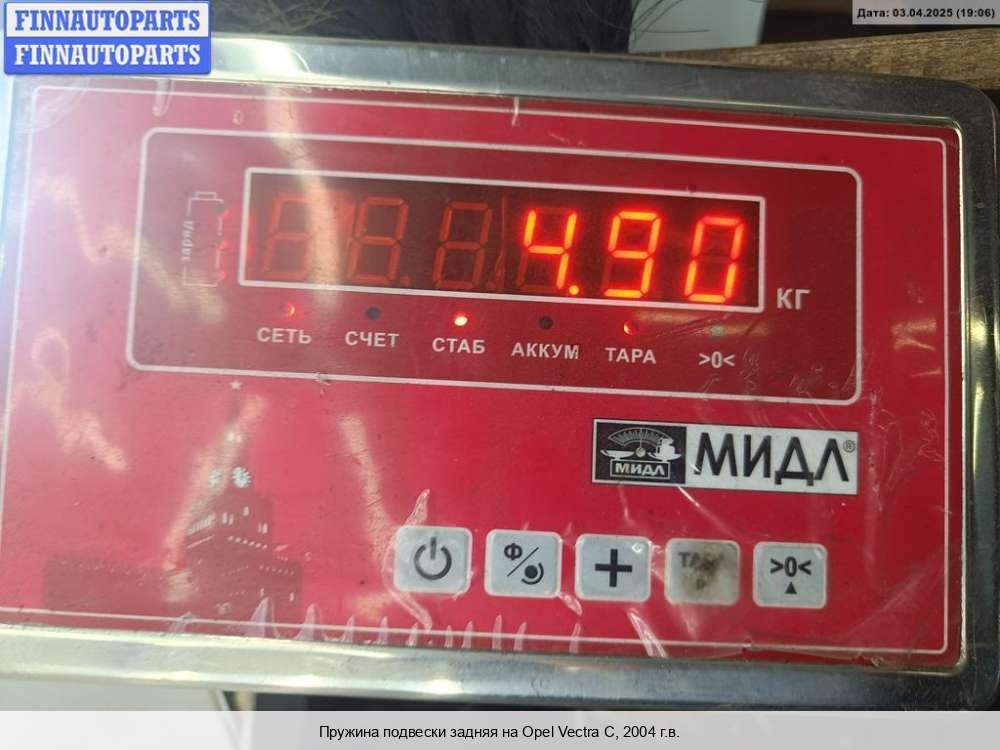 FINNAUTOPARTS
FINNAUTOPARTS
Дата: 03.04.2025 (19:06)
заряд
4.90
КГ
СЕТЬ СЧЕТ СТАБ АККУМ ТАРА >0<
МИДЛ МИДЛ®
Ф >0<
Пружина подвески задняя на Opel Vectra C, 2004 г.в.